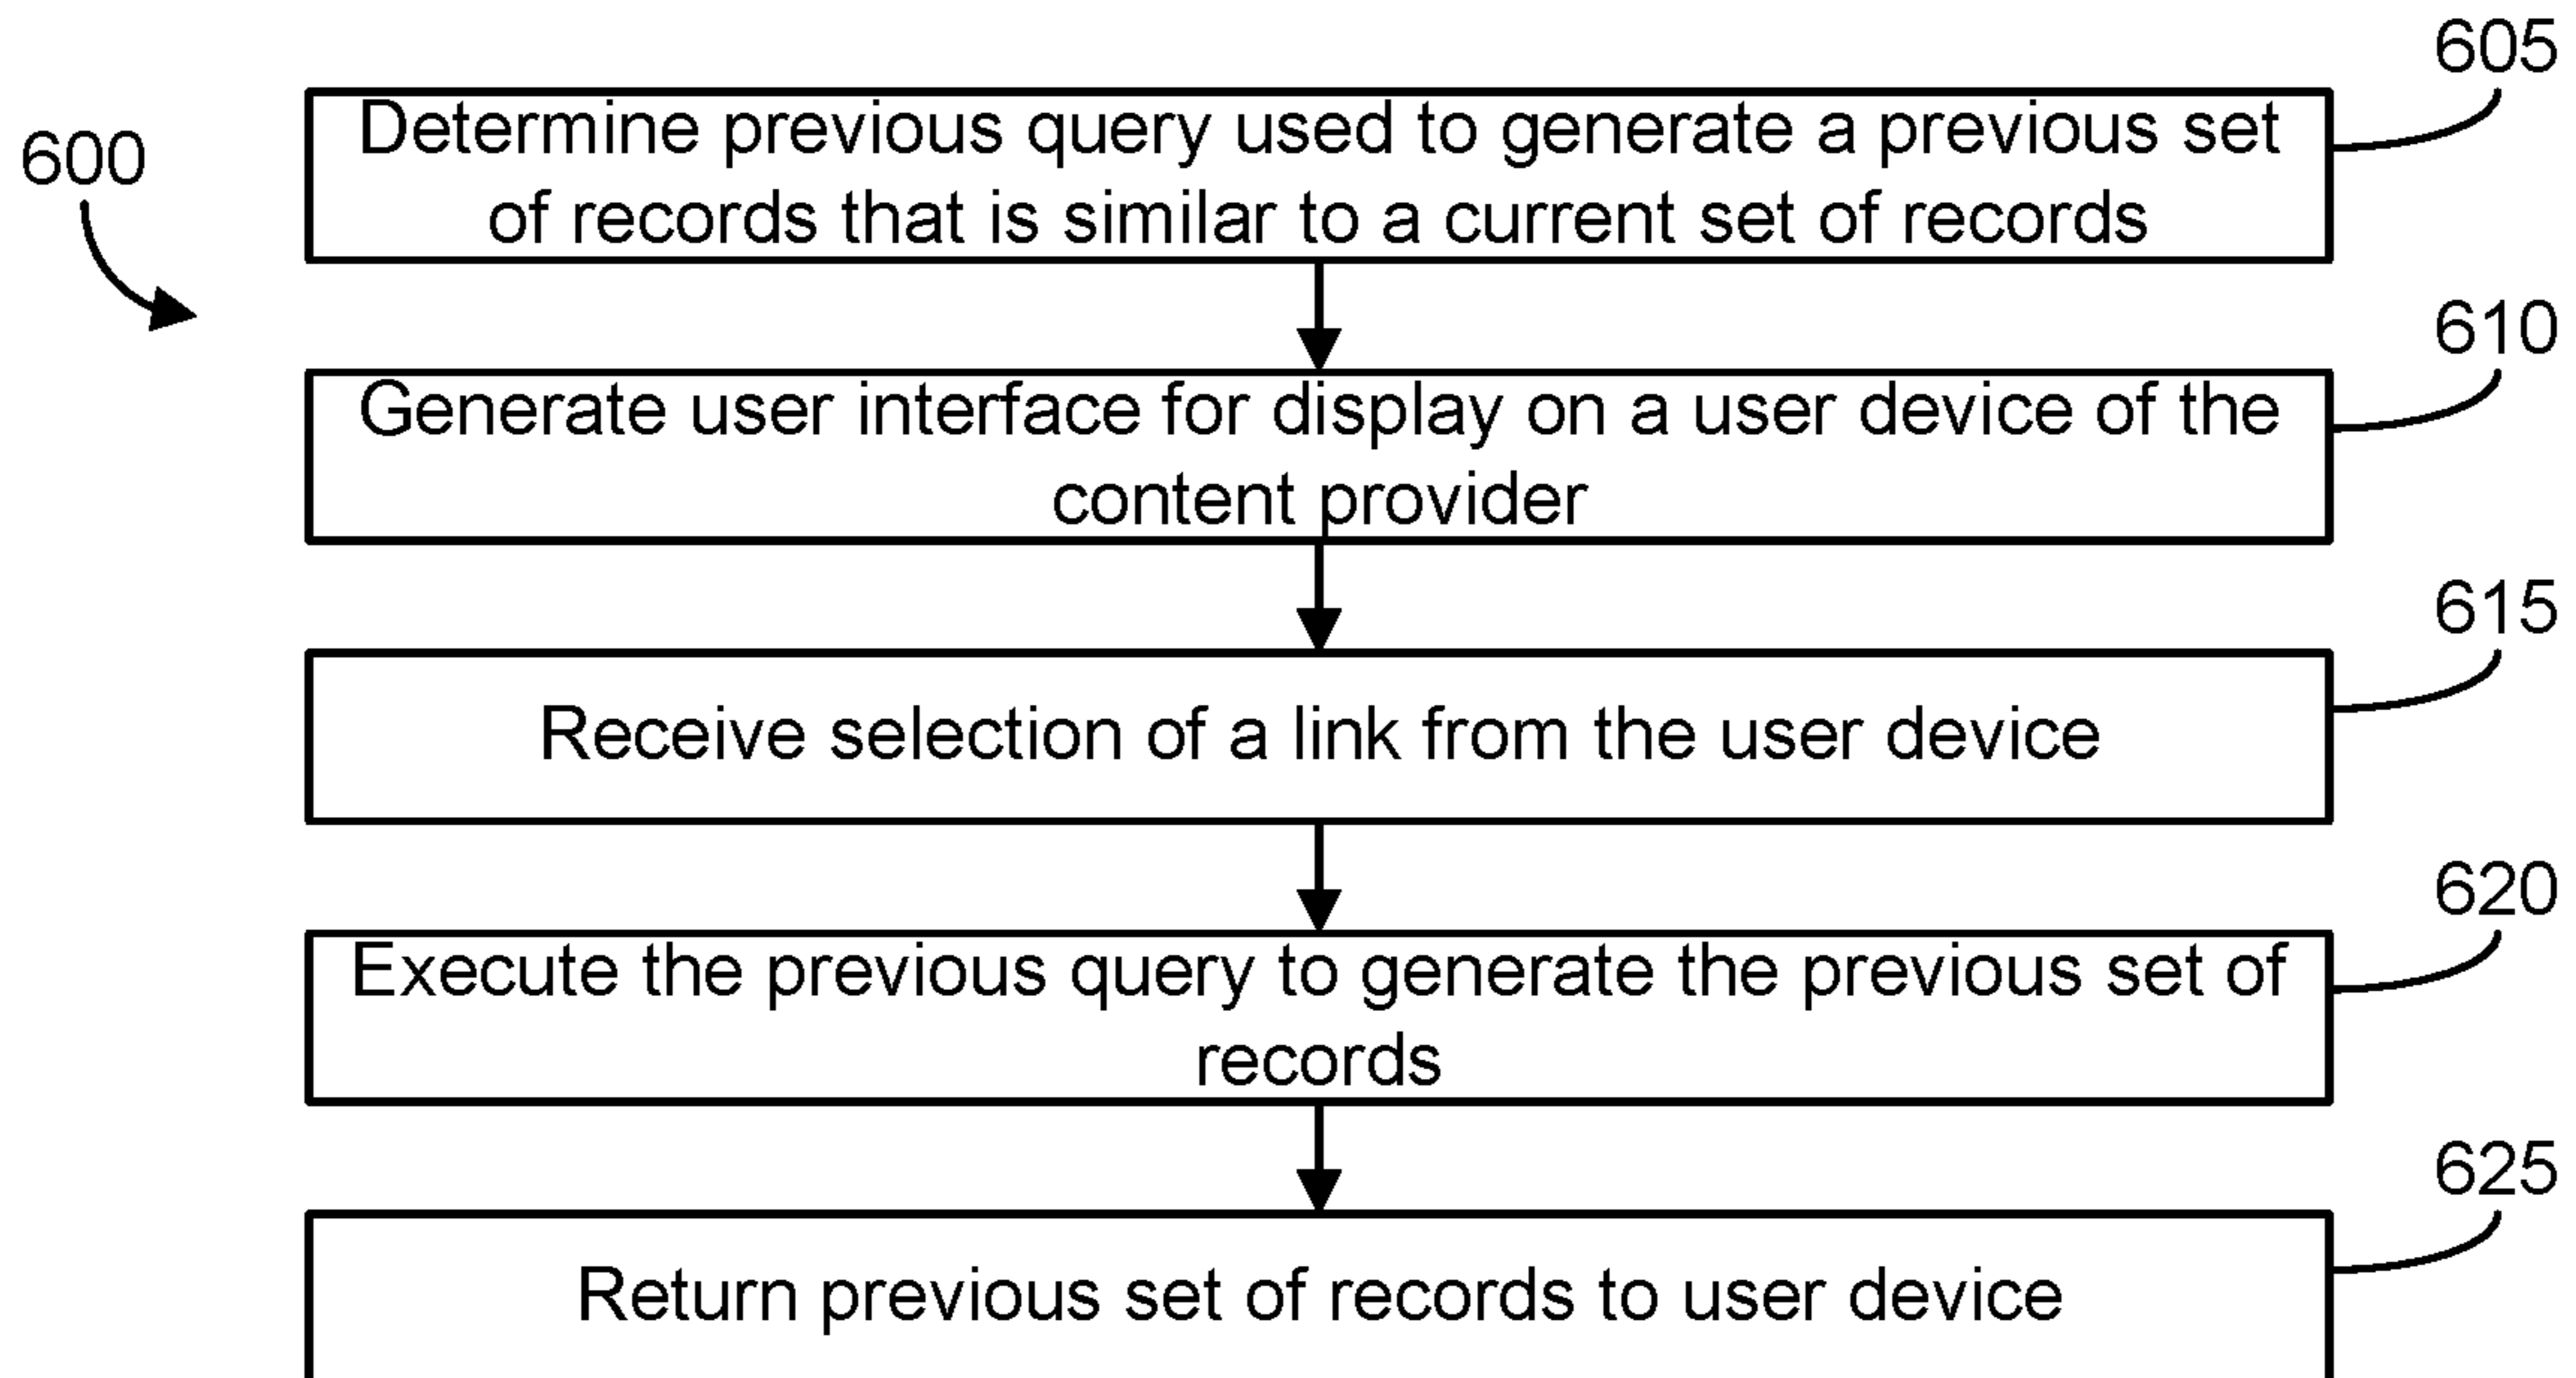 605
Determine previous query used to generate a previous set
of records that is similar to a current set of records
600
610
Generate user interface for display on a user device of the
content provider
615
Receive selection of a link from the user device
620
Execute the previous query to generate the previous set of
records
625
Return previous set of records to user device